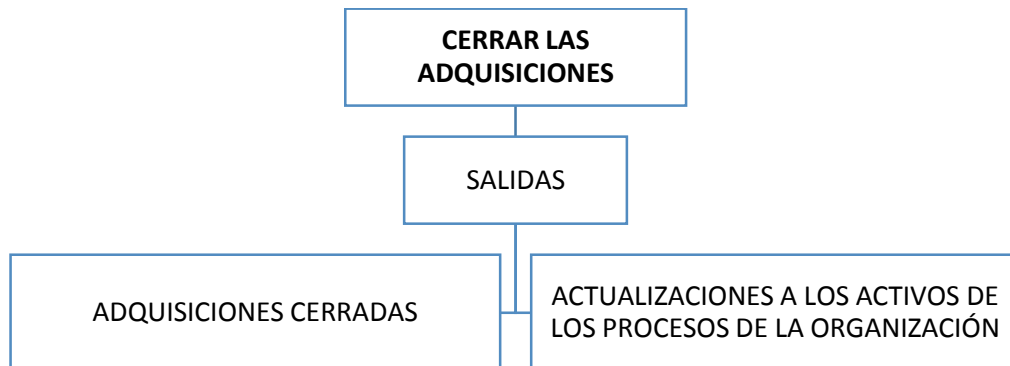 CERRAR LAS
ADQUISICIONES
SALIDAS
ADQUISICIONES CERRADAS
ACTUALIZACIONES A LOS ACTIVOS DE
LOS PROCESOS DE LA ORGANIZACIÓN